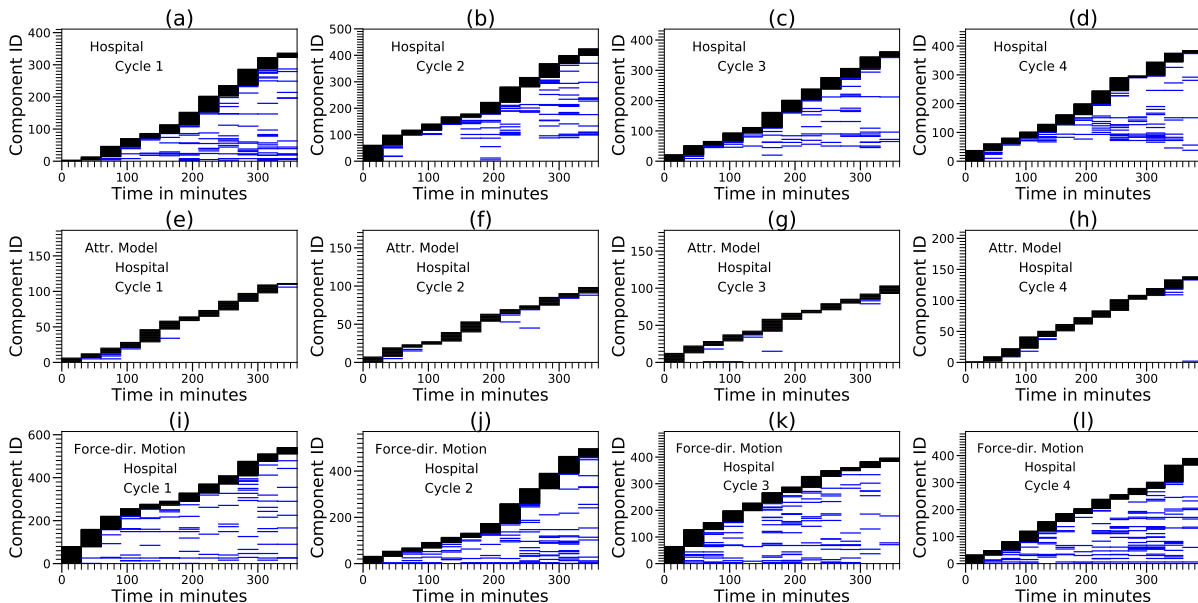 (a) (b) (c) (d)
Component ID 400 300 200 100 0 Hospital
Cycle 1
0 100 200 300
Time in minutes
Component ID 500 400 300 200 100 0 Hospital
Cycle 2
0 100 200 300
Time in minutes
Component ID 400 300 200 100 0 Hospital
Cycle 3
0 100 200 300
Time in minutes
Component ID 400 300 200 100 0 Hospital
Cycle 4
0 100 200 300
Time in minutes
(e) (f) (g) (h)
Component ID 150 100 50 0 Attr. Model
Hospital
Cycle 1
0 100 200 300
Time in minutes
Component ID 150 100 50 0 Attr. Model
Hospital
Cycle 2
0 100 200 300
Time in minutes
Component ID 150 100 50 0 Attr. Model
Hospital
Cycle 3
0 100 200 300
Time in minutes
Component ID 200 150 100 50 0 Attr. Model
Hospital
Cycle 4
0 100 200 300
Time in minutes
(i) (j) (k) (l)
Component ID 600 400 200 0 Force-dir. Motion
Hospital
Cycle 1
0 100 200 300
Time in minutes
Component ID 400 200 0 Force-dir. Motion
Hospital
Cycle 2
0 100 200 300
Time in minutes
Component ID 400 300 200 100 0 Force-dir. Motion
Hospital
Cycle 3
0 100 200 300
Time in minutes
Component ID 400 300 200 100 0 Force-dir. Motion
Hospital
Cycle 4
0 100 200 300
Time in minutes